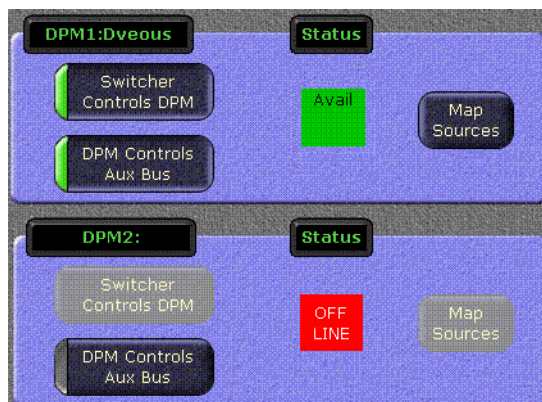 DPM1:Dveous
Status
Switcher
Controls DPM
Avail
Map
Sources
DPM Controls
Aux Bus
DPM2:
Status
Switcher
Controls DPM
OFF
LINE
Map
Sources
DPM Controls
Aux Bus